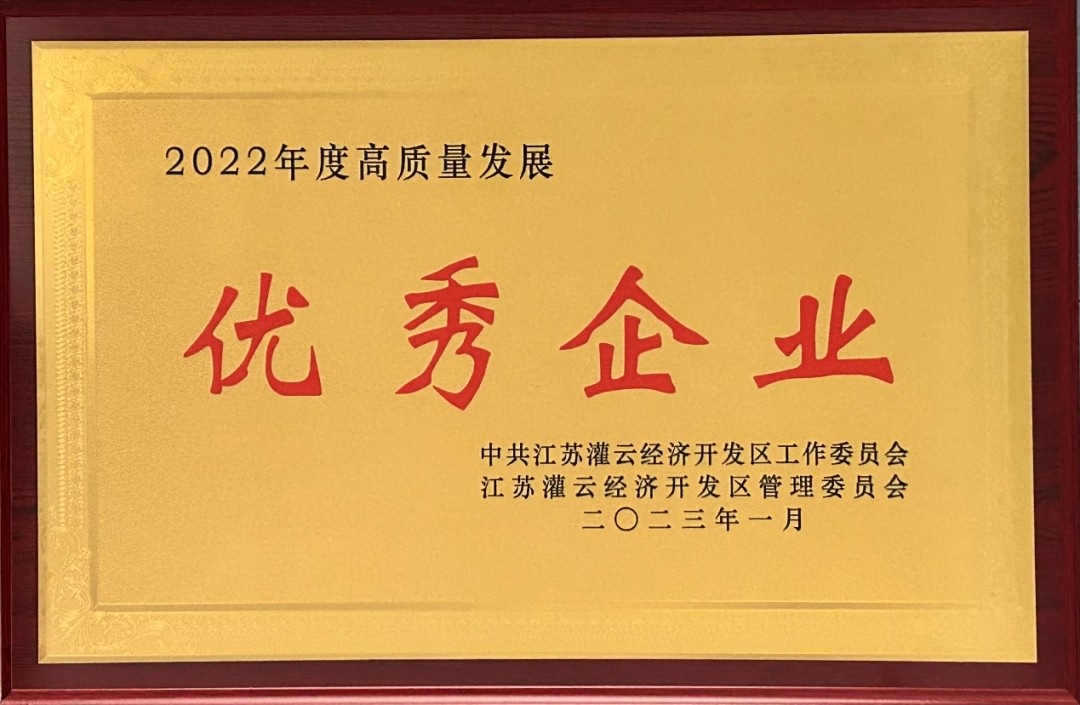 2022年度高质量发展
优秀企业
中共江苏灌云经济开发区工作委员会
江苏灌云经济开发区管理委员会
二〇二三年一月